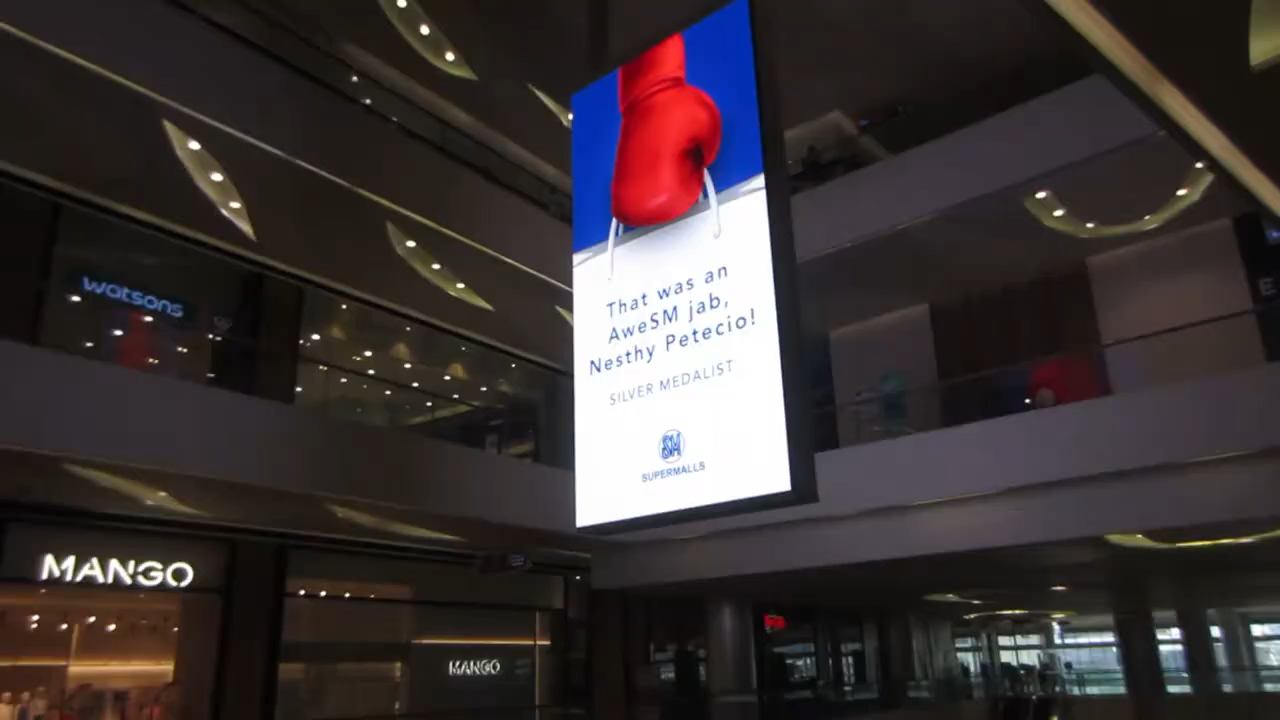 watsons
That was an
AweSM jab,
Nesthy Petecio!
SILVER MEDALIST
SM
SUPERMALLS
MANGO
MANGO